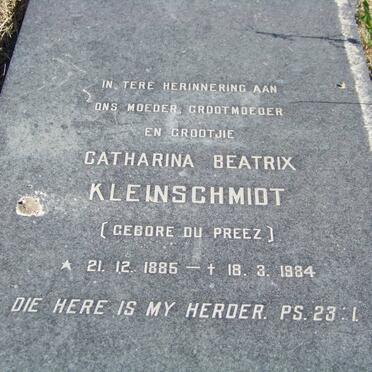 IN TERE HERINNERING AAN
ONS MOEDER, GROOTMOEDER
EN GROOTJIE
CATHARINA BEATRIX
KLEINSCHMIDT
(GEBORE DU PREEZ)
* 21. 12. 1885 – † 18. 3. 1984
DIE HERE IS MY HERDER. PS. 23:1.